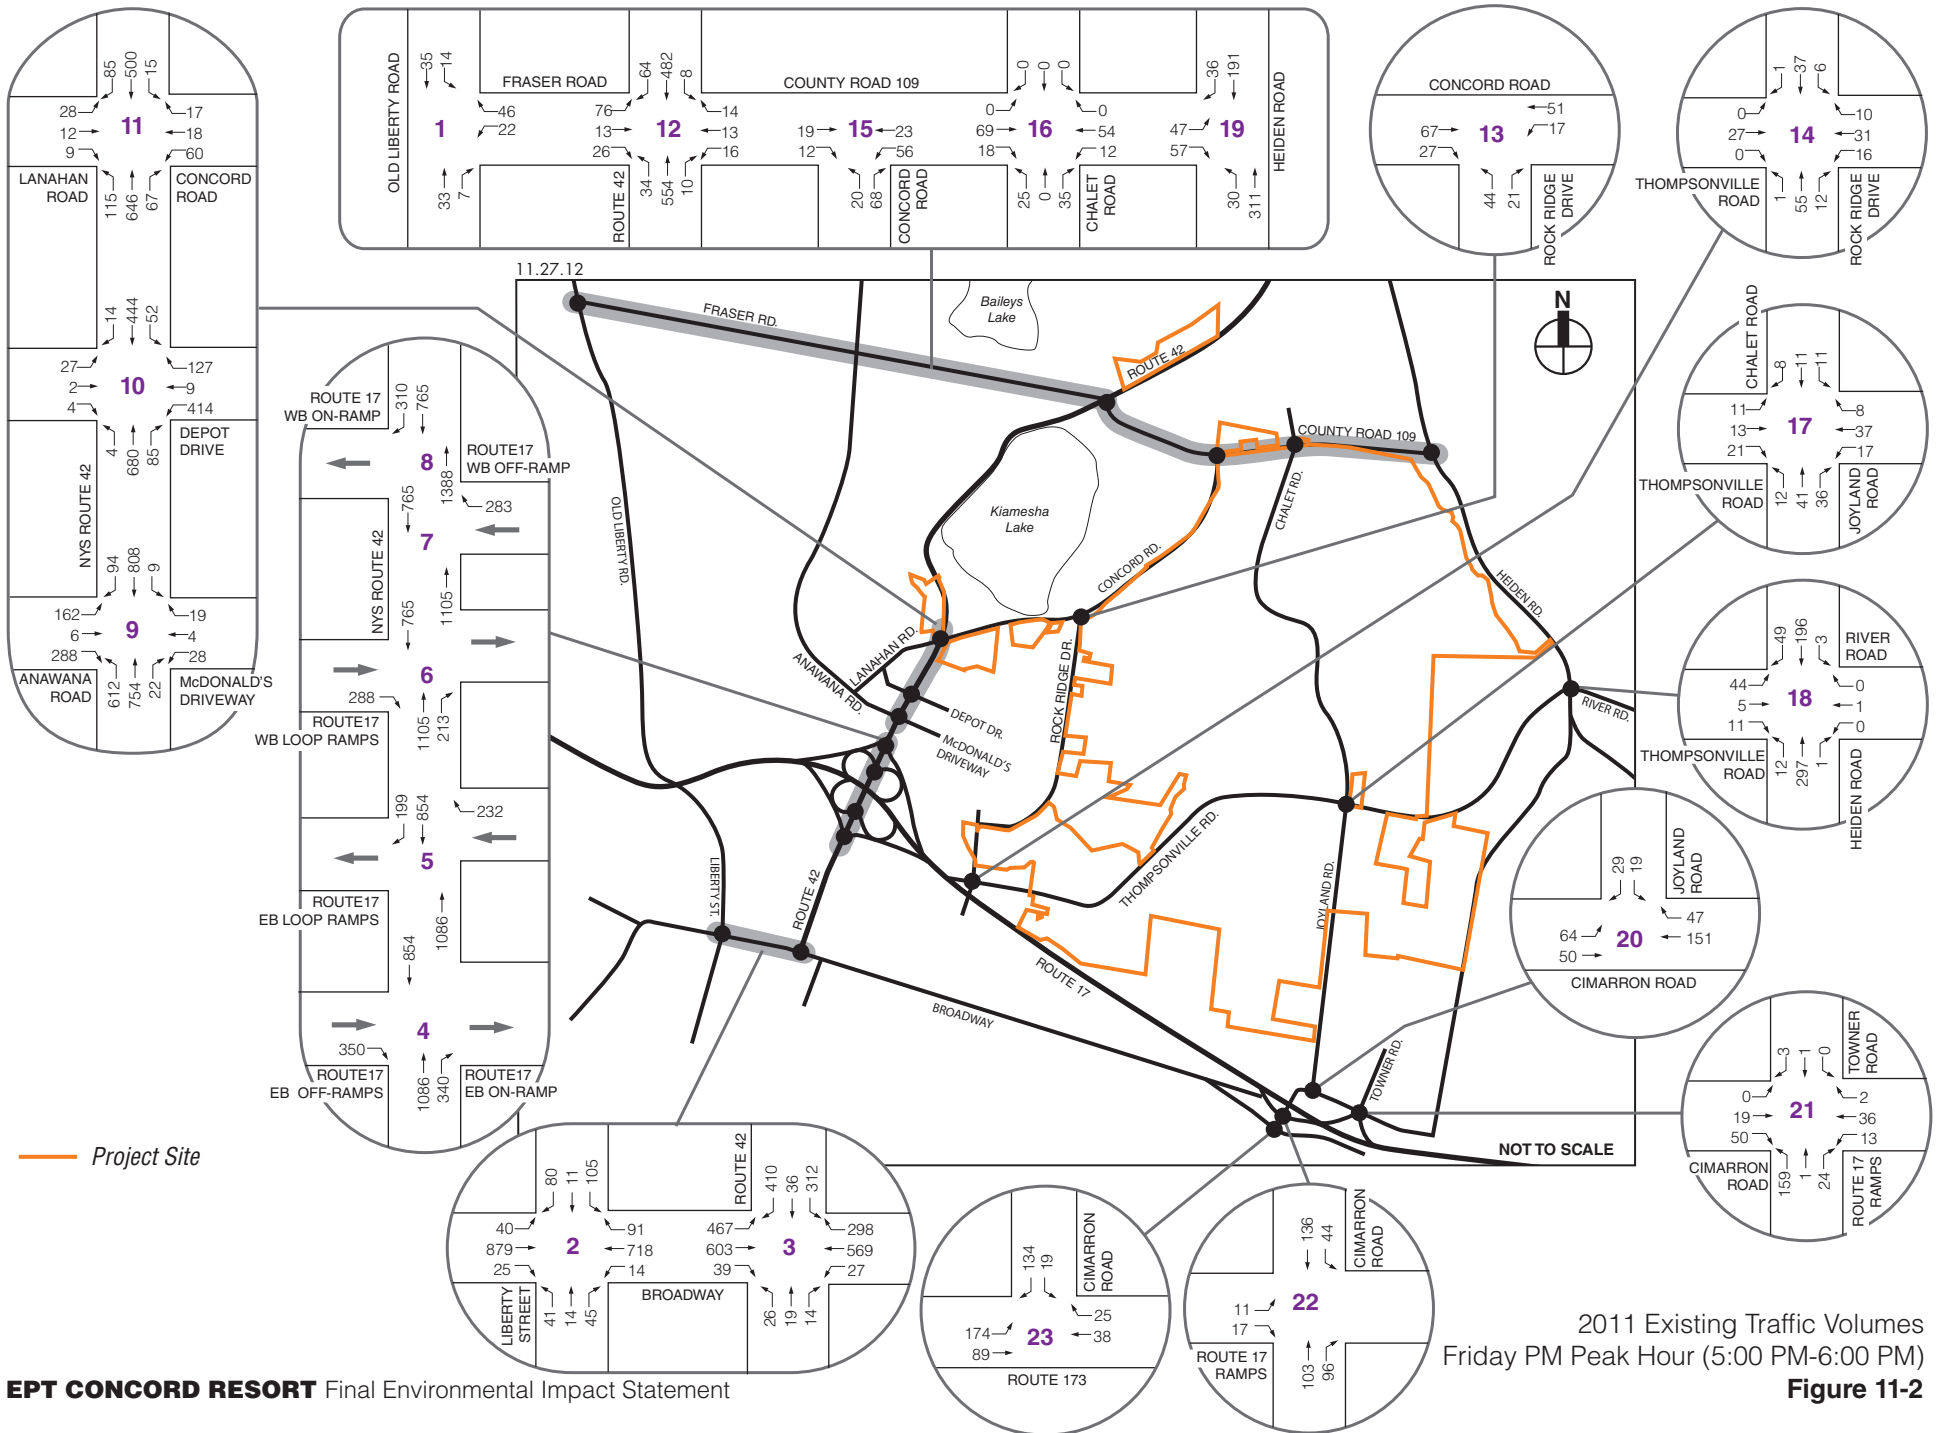 85
500
15
28
12
9
11
17
18
60
LANAHAN
ROAD
CONCORD
ROAD
115
646
67
14
444
52
27
2
4
10
127
9
414
DEPOT
DRIVE
4
680
85
NYS ROUTE 42
94
808
9
162
6
288
9
19
4
28
ANAWANA
ROAD
McDONALD'S
DRIVEWAY
612
754
22
OLD LIBERTY ROAD
35
14
1
46
22
33
7
FRASER ROAD
64
482
8
76
13
26
12
14
13
16
ROUTE 42
34
554
10
COUNTY ROAD 109
19
12
15
23
56
20
68
CONCORD
ROAD
0
0
0
0
69
18
16
0
54
12
25
0
35
CHALET
ROAD
36
191
47
57
19
30
311
HEIDEN ROAD
CONCORD ROAD
67
27
13
51
17
44
21
ROCK RIDGE
DRIVE
1
37
6
0
27
0
14
10
31
16
THOMPSONVILLE
ROAD
1
55
12
ROCK RIDGE
DRIVE
CHALET ROAD
8
11
11
11
13
21
17
8
37
17
THOMPSONVILLE
ROAD
12
41
36
JOYLAND
ROAD
49
196
3
RIVER
ROAD
44
5
11
18
0
1
0
THOMPSONVILLE
ROAD
12
297
1
HEIDEN ROAD
29
19
JOYLAND
ROAD
64
50
20
47
151
CIMARRON ROAD
3
1
0
TOWNER
ROAD
0
19
50
21
2
36
13
CIMARRON
ROAD
159
1
24
ROUTE 17
RAMPS
ROUTE 17
WB ON-RAMP
310
765
8
1388
ROUTE17
WB OFF-RAMP
283
765
7
NYS ROUTE 42
765
1105
6
288
ROUTE17
WB LOOP RAMPS
1105
213
199
854
232
5
ROUTE17
EB LOOP RAMPS
854
1086
4
350
ROUTE17
EB OFF-RAMPS
1086
340
ROUTE17
EB ON-RAMP
80
11
105
40
879
25
2
91
718
14
LIBERTY
STREET
41
14
45
BROADWAY
ROUTE 42
410
36
312
467
603
39
3
298
569
27
26
19
14
134
19
CIMARRON
ROAD
174
89
23
25
38
ROUTE 173
136
44
CIMARRON
ROAD
11
17
22
ROUTE 17
RAMPS
103
96
11.27.12
FRASER RD.
Baileys
Lake
ROUTE 42
N
COUNTY ROAD 109
Kiamesha
Lake
CHALET RD.
OLD LIBERTY RD.
CONCORD RD.
HEIDEN RD.
LANAHAN RD.
ANAWANA RD.
ROCK RIDGE DR.
DEPOT DR.
McDONALD'S
DRIVEWAY
RIVER RD.
THOMPSONVILLE RD.
LIBERTY ST.
ROUTE 42
JOYLAND RD.
ROUTE 17
BROADWAY
TOWNER RD.
NOT TO SCALE
Project Site
2011 Existing Traffic Volumes
Friday PM Peak Hour (5:00 PM-6:00 PM)
Figure 11-2
EPT CONCORD RESORT Final Environmental Impact Statement